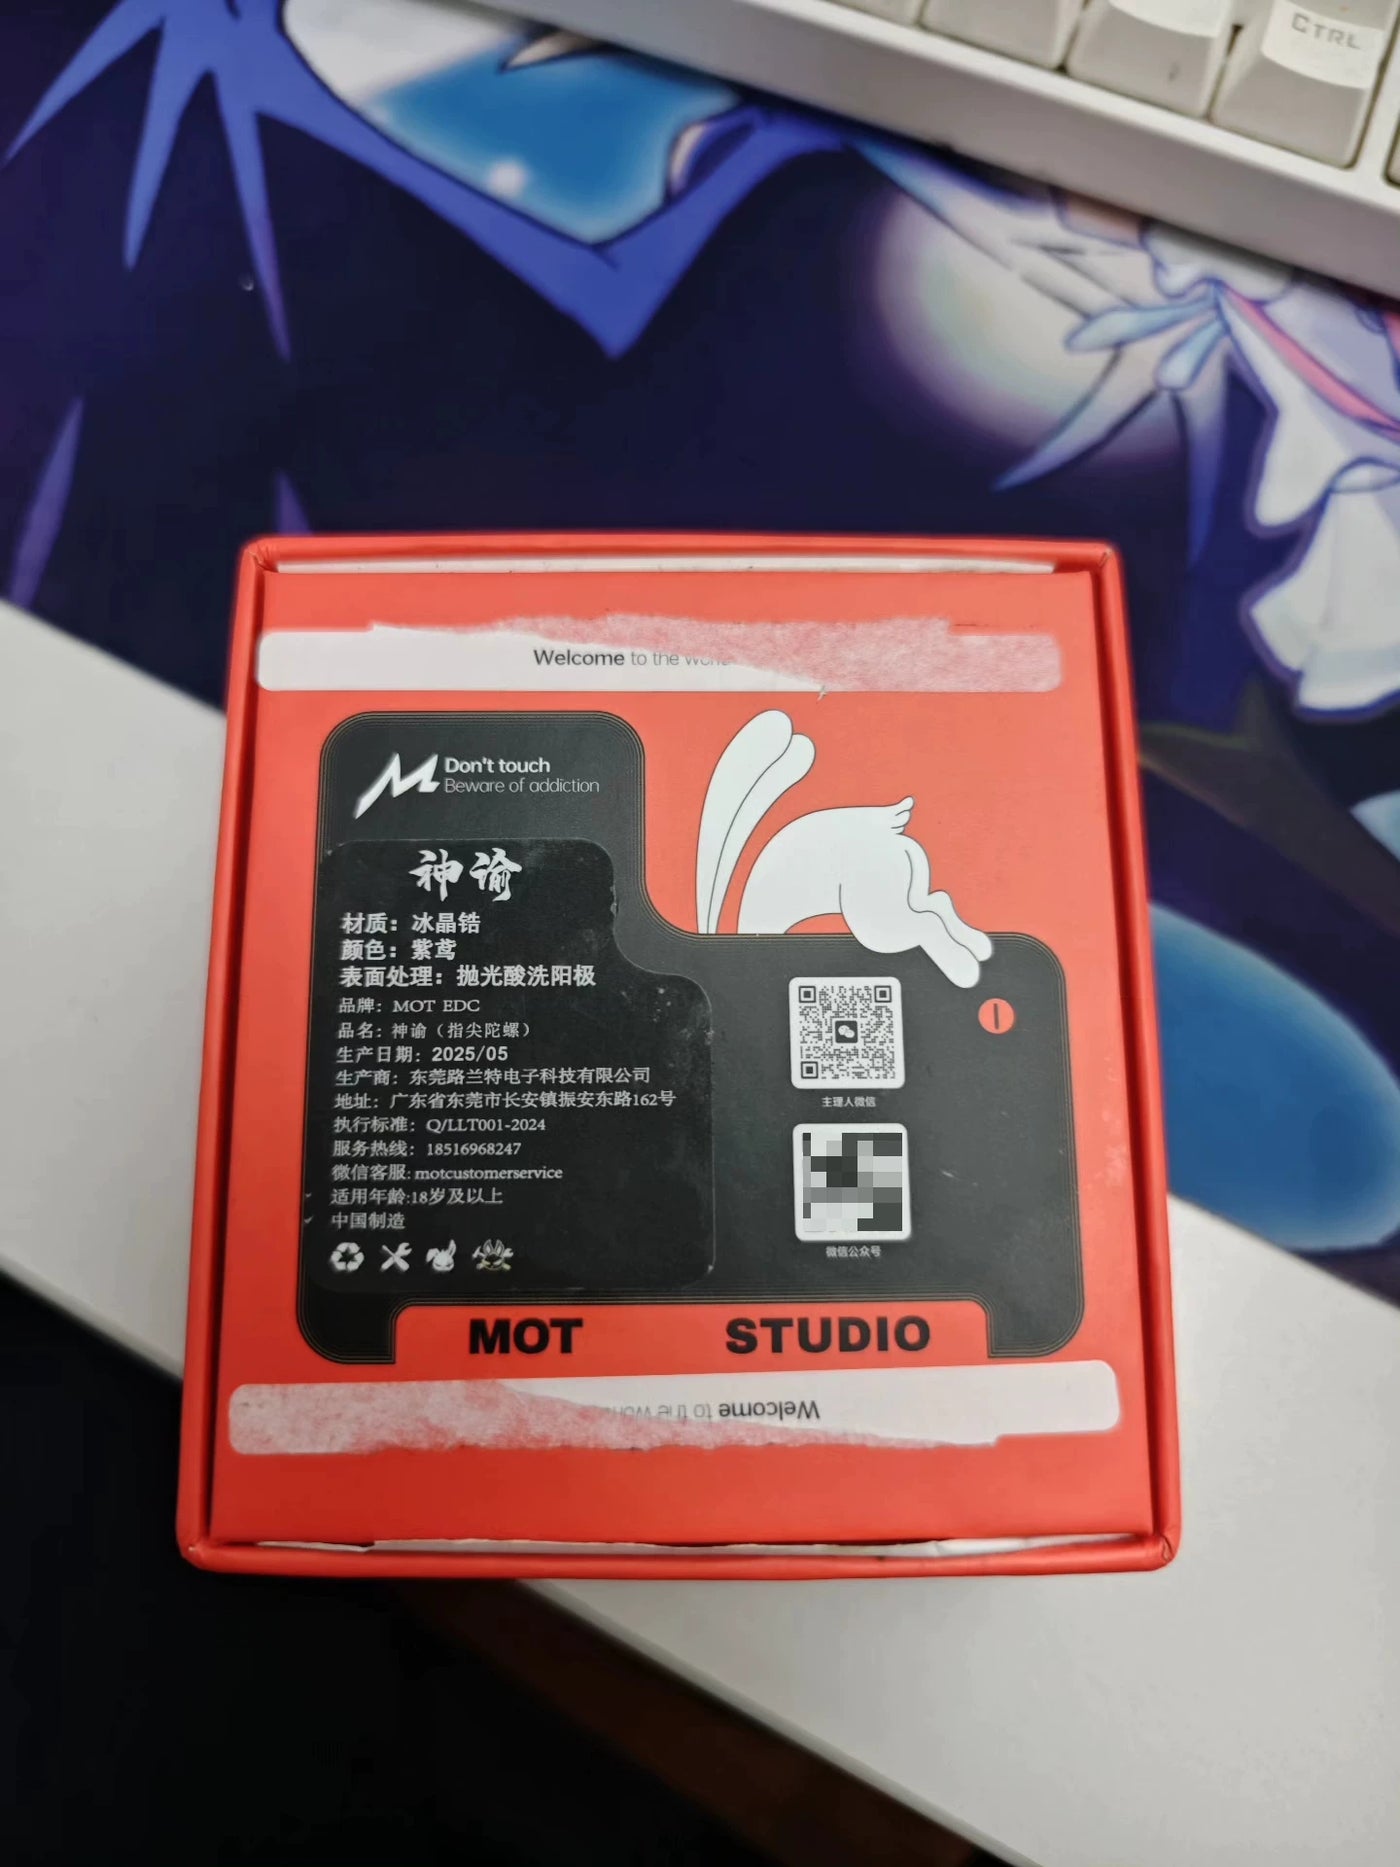 CTRL
Welcome to the
Don't touch
Beware of addiction
神谕
材质：冰晶锆
颜色：紫鸢
表面处理：抛光酸洗阳极
品牌：MOT EDC
品名：神谕（指尖陀螺）
生产日期：2025/05
生产商：东莞路兰特电子科技有限公司
地址：广东省东莞市长安镇振安东路162号
执行标准：Q/LLT001-2024
服务热线：18516968247
微信客服: motcustomerservice
适用年龄:18岁及以上
中国制造
主理人微信
微信公众号
MOT STUDIO
Welcome to the